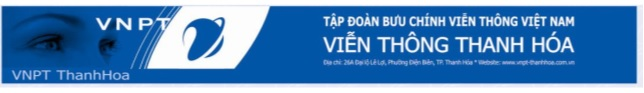 VNPT
VNPT ThanhHoa
TẬP ĐOÀN BƯU CHÍNH VIỄN THÔNG VIỆT NAM
VIỄN THÔNG THANH HÓA
Địa chỉ: 26A Đại lộ Lê Lợi, Phường Điện Biên, TP. Thanh Hóa * Website: www.vnpt-thanhhoa.com.vn